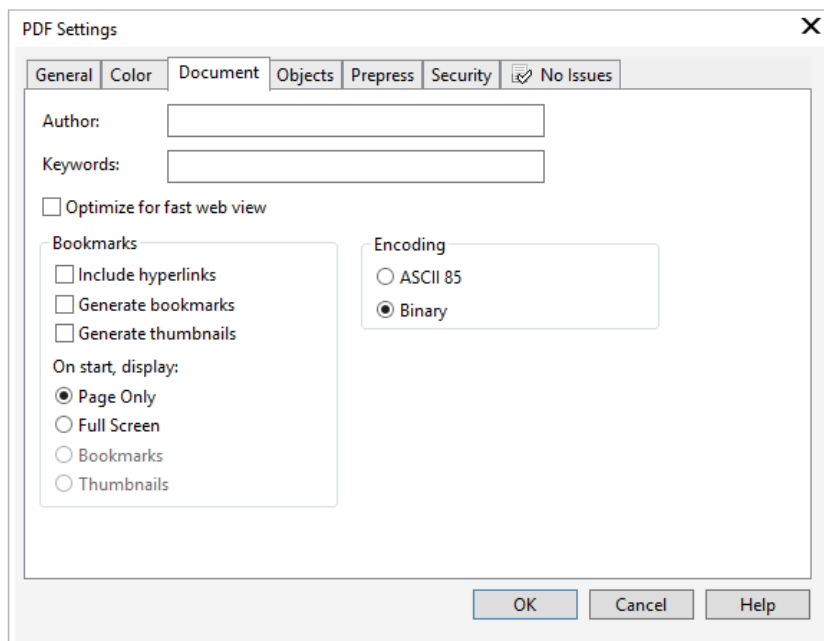 PDF Settings
General Color Document Objects Prepress Security No Issues
Author:
Keywords:
Optimize for fast web view
Bookmarks
Include hyperlinks
Generate bookmarks
Generate thumbnails
On start, display:
Page Only
Full Screen
Bookmarks
Thumbnails
Encoding
ASCII 85
Binary
OK Cancel Help